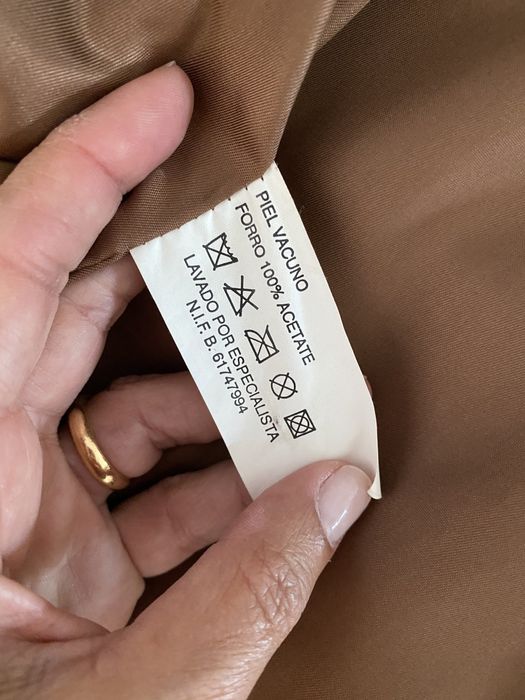 PIEL VACUNO
FORRO 100% ACETATE
LAVADO POR ESPECIALISTA
N.I.F. B. 61747994